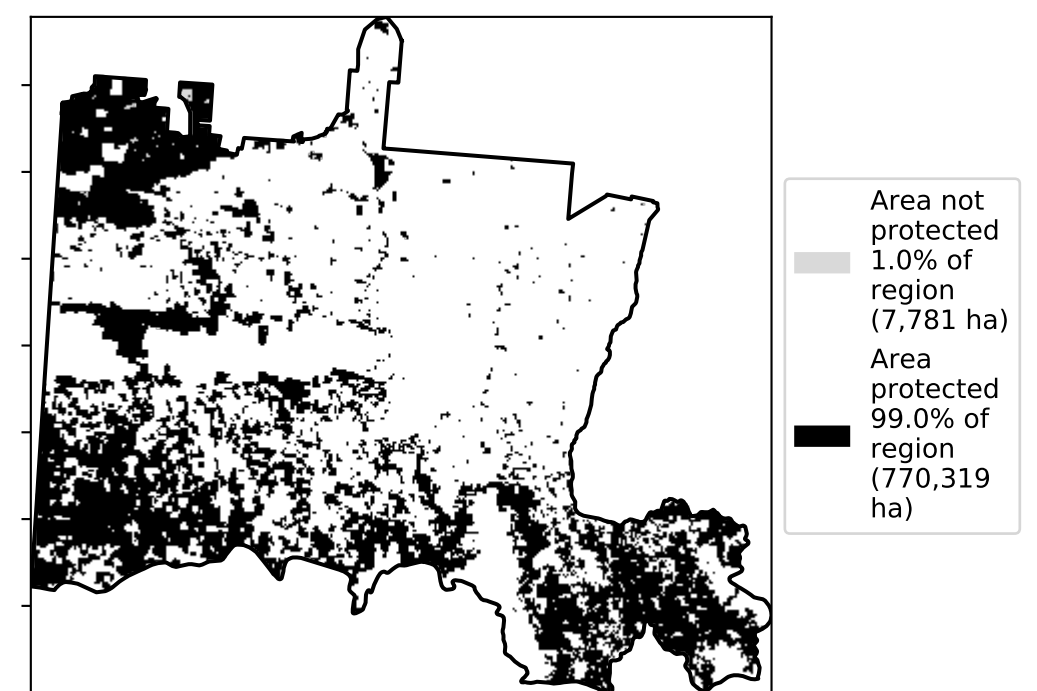 Area not
protected
1.0% of
region
(7,781 ha)
Area
protected
99.0% of
region
(770,319
ha)